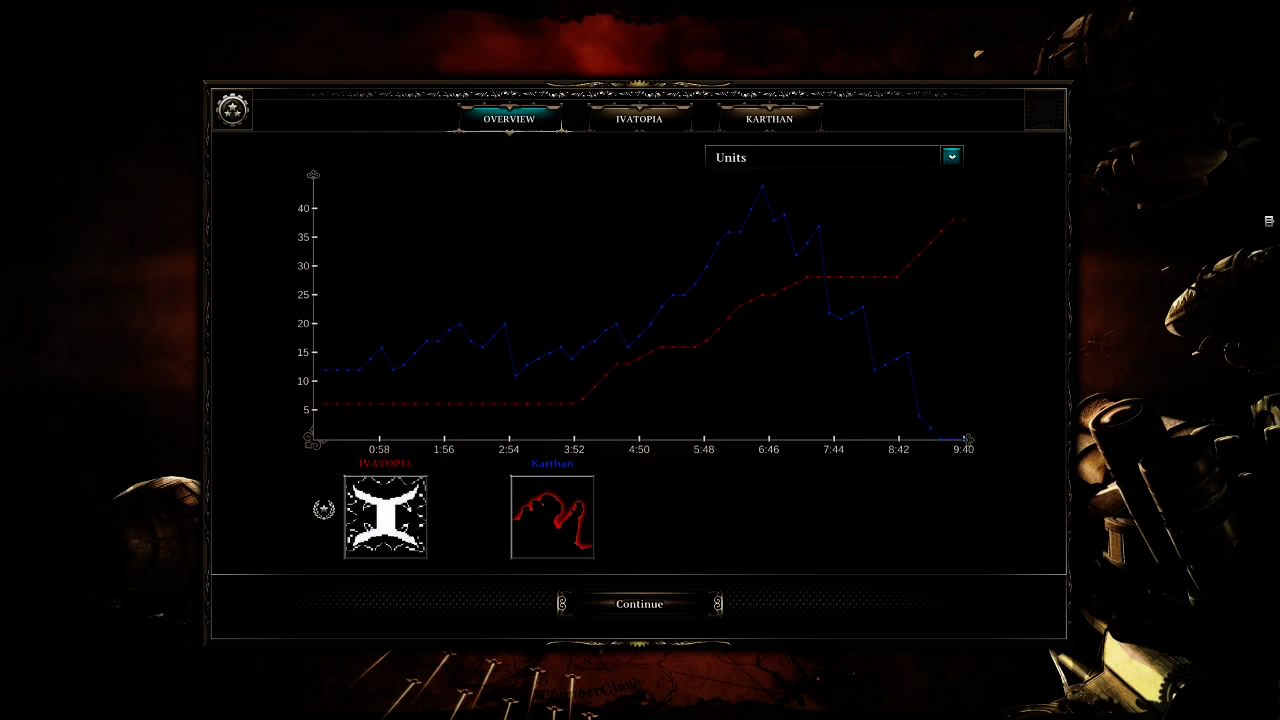 OVERVIEW IVATOPIA KARTHAN
Units
40
35
30
25
20
15
10
5
0:58 1:56 2:54 3:52 4:50 5:48 6:46 7:44 8:42 9:40
IVATOPIA Karthan
Continue